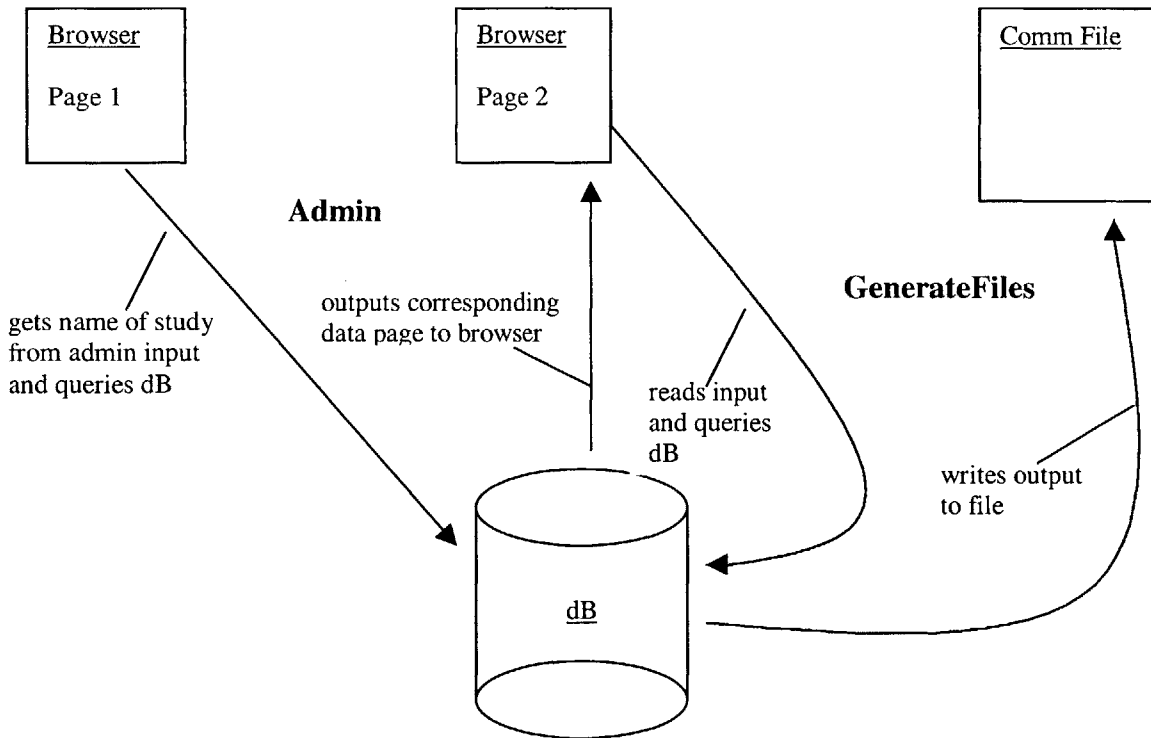 Browser
Page 1
Browser
Page 2
Comm File
Admin
GenerateFiles
gets name of study
from admin input
and queries dB
outputs corresponding
data page to browser
reads input
and queries
dB
writes output
to file
dB